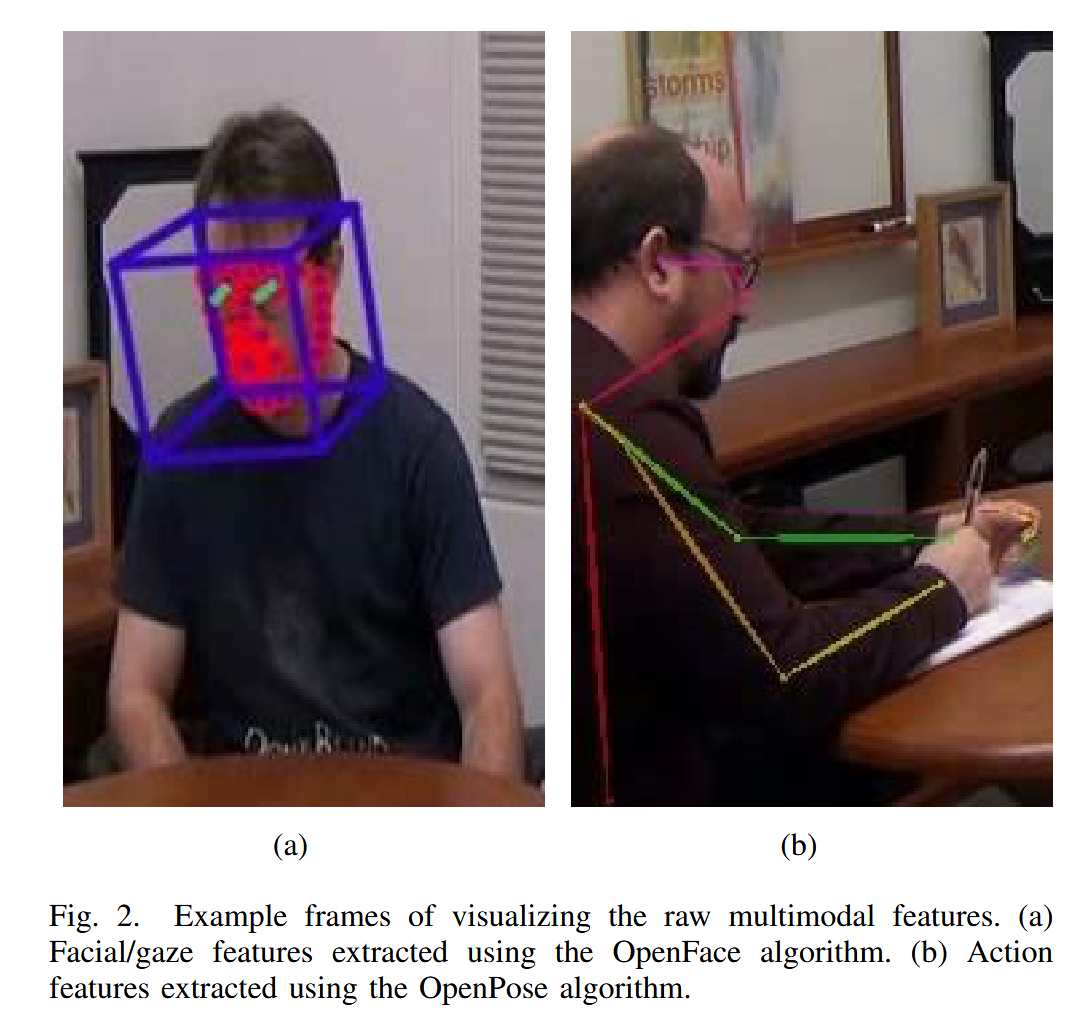 storms
(a)
(b)
Fig. 2. Example frames of visualizing the raw multimodal features. (a)
Facial/gaze features extracted using the OpenFace algorithm. (b) Action
features extracted using the OpenPose algorithm.